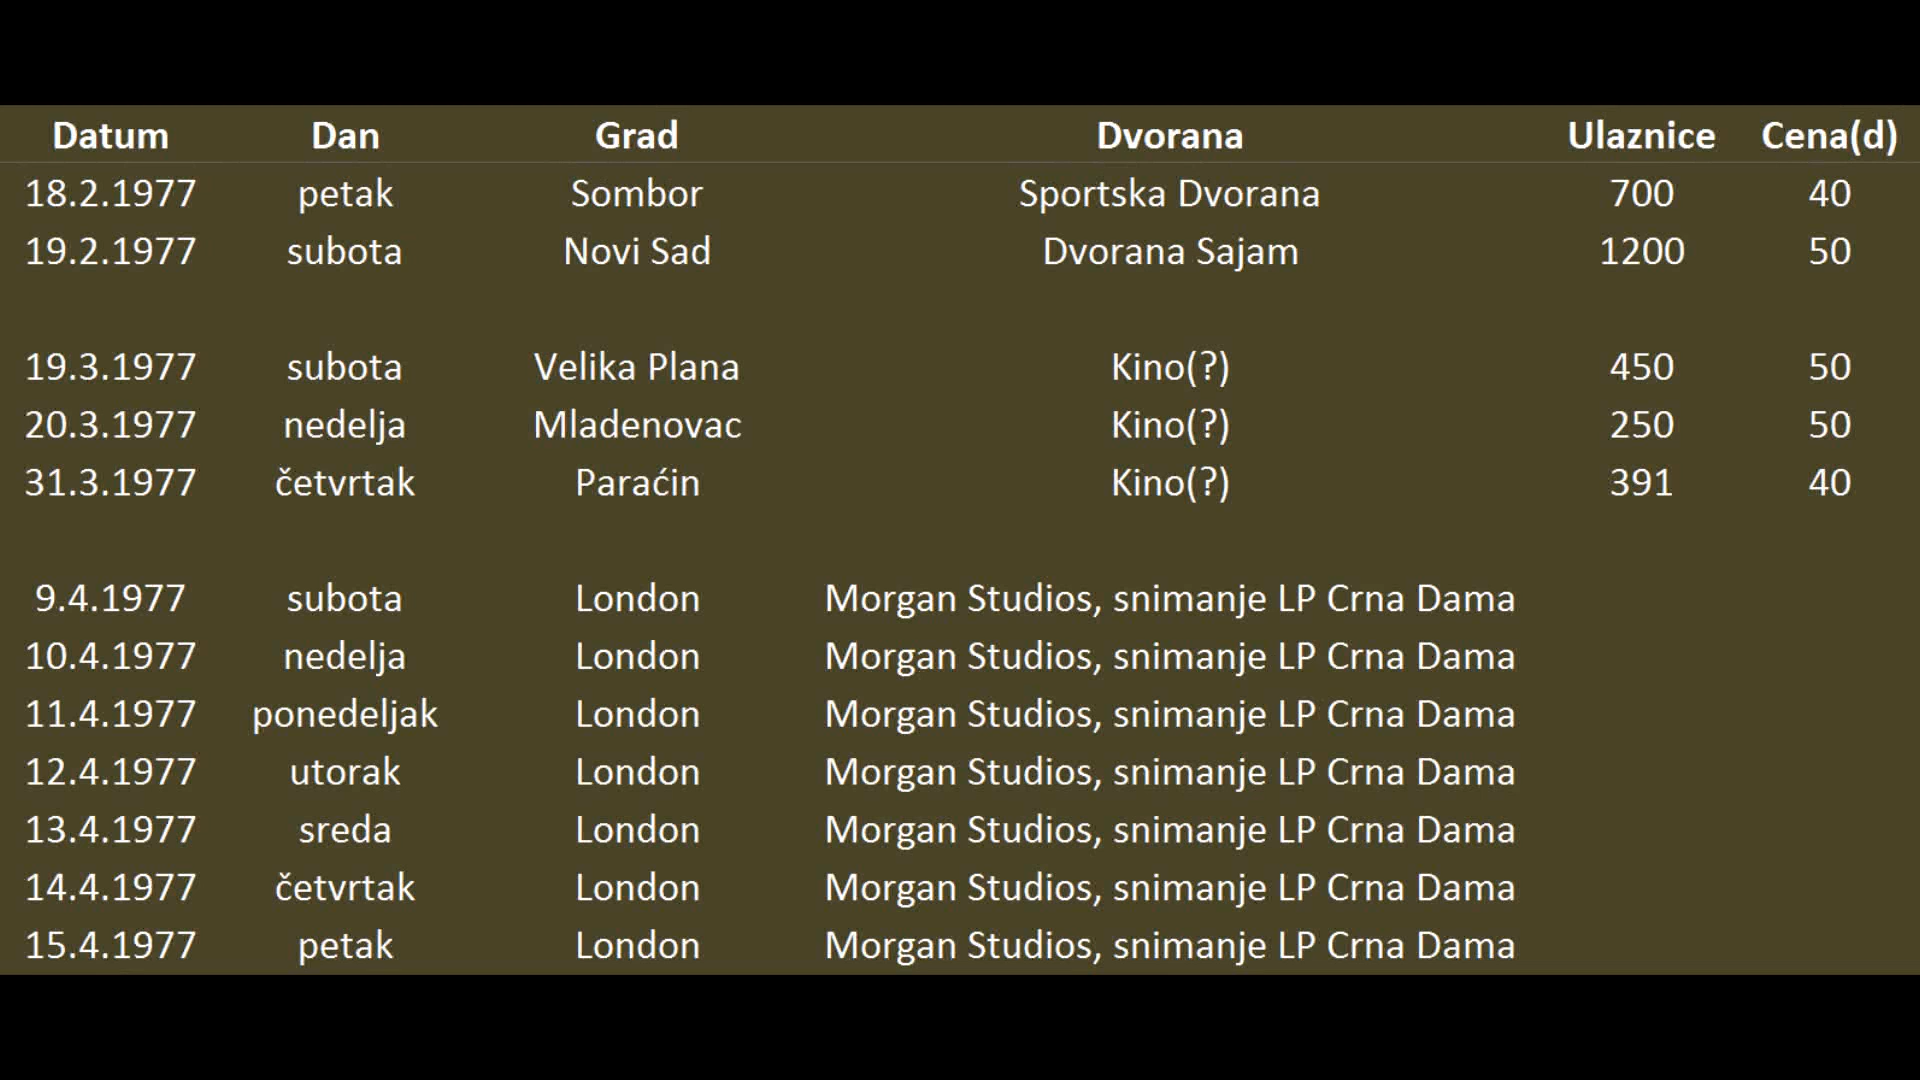 Datum Dan Grad Dvorana Ulaznice Cena(d)
18.2.1977 petak Sombor Sportska Dvorana 700 40
19.2.1977 subota Novi Sad Dvorana Sajam 1200 50
19.3.1977 subota Velika Plana Kino(?) 450 50
20.3.1977 nedelja Mladenovac Kino(?) 250 50
31.3.1977 četvrtak Paraćin Kino(?) 391 40
9.4.1977 subota London Morgan Studios, snimanje LP Crna Dama
10.4.1977 nedelja London Morgan Studios, snimanje LP Crna Dama
11.4.1977 ponedeljak London Morgan Studios, snimanje LP Crna Dama
12.4.1977 utorak London Morgan Studios, snimanje LP Crna Dama
13.4.1977 sreda London Morgan Studios, snimanje LP Crna Dama
14.4.1977 četvrtak London Morgan Studios, snimanje LP Crna Dama
15.4.1977 petak London Morgan Studios, snimanje LP Crna Dama